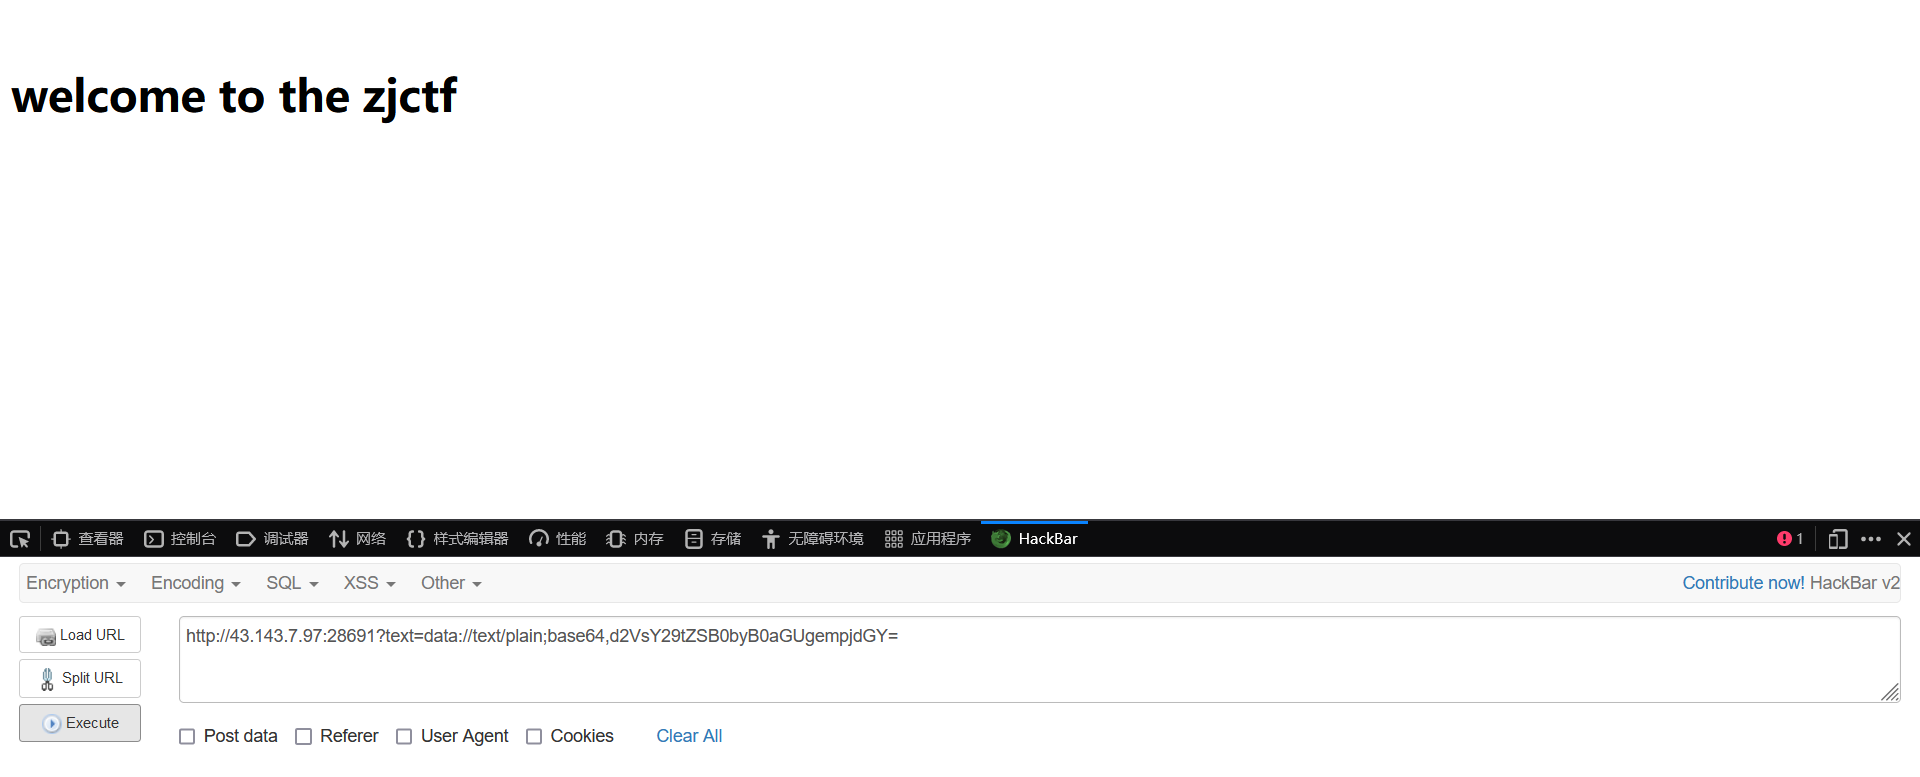 welcome to the zjctf
查看器 控制台 调试器 网络 样式编辑器 性能 内存 存储 无障碍环境 应用程序 HackBar 1
Encryption Encoding SQL XSS Other Contribute now! HackBar v2
Load URL http://43.143.7.97:28691?text=data://text/plain;base64,d2VsY29tZSB0byB0aGUgempjdGY=
Split URL
Execute
Post data Referer User Agent Cookies Clear All